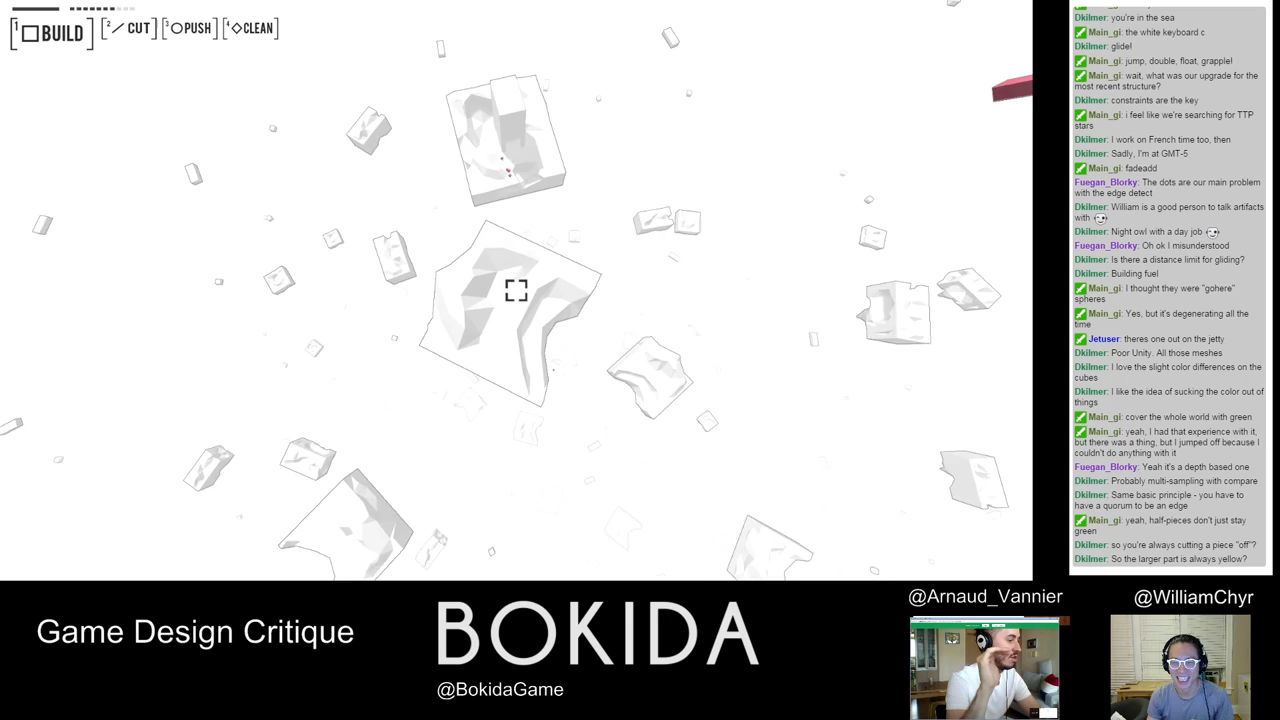 1 BUILD 2 CUT 3 PUSH 4 CLEAN
Dkilmer: you're in the sea
Main_gi: the white keyboard c
Dkilmer: glide!
Main_gi: jump, double, float, grapple!
Main_gi: wait, what was our upgrade for the
most recent structure?
Dkilmer: constraints are the key
Main_gi: i feel like we're searching for TTP
stars
Dkilmer: I work on French time too, then
Dkilmer: Sadly, I'm at GMT-5
Main_gi: fadeadd
Fuegan_Blorky: The dots are our main problem
with the edge detect
Dkilmer: William is a good person to talk artifacts
with
Dkilmer: Night owl with a day job
Fuegan_Blorky: Oh ok I misunderstood
Dkilmer: Is there a distance limit for gliding?
Dkilmer: Building fuel
Main_gi: I thought they were "gohere"
spheres
Main_gi: Yes, but it's degenerating all the
time
Jetuser: theres one out on the jetty
Dkilmer: Poor Unity. All those meshes
Dkilmer: I love the slight color differences on the
cubes
Dkilmer: I like the idea of sucking the color out of
things
Main_gi: cover the whole world with green
Main_gi: yeah, I had that experience with it,
but there was a thing, but I jumped off because I
couldn't do anything with it
Fuegan_Blorky: Yeah it's a depth based one
Dkilmer: Probably multi-sampling with compare
Dkilmer: Same basic principle - you have to
have a quorum to be an edge
Main_gi: yeah, half-pieces don't just stay
green
Dkilmer: so you're always cutting a piece "off"?
Dkilmer: So the larger part is always yellow?
Game Design Critique
BOKIDA
@BokidaGame
@Arnaud_Vannier
@WilliamChyr